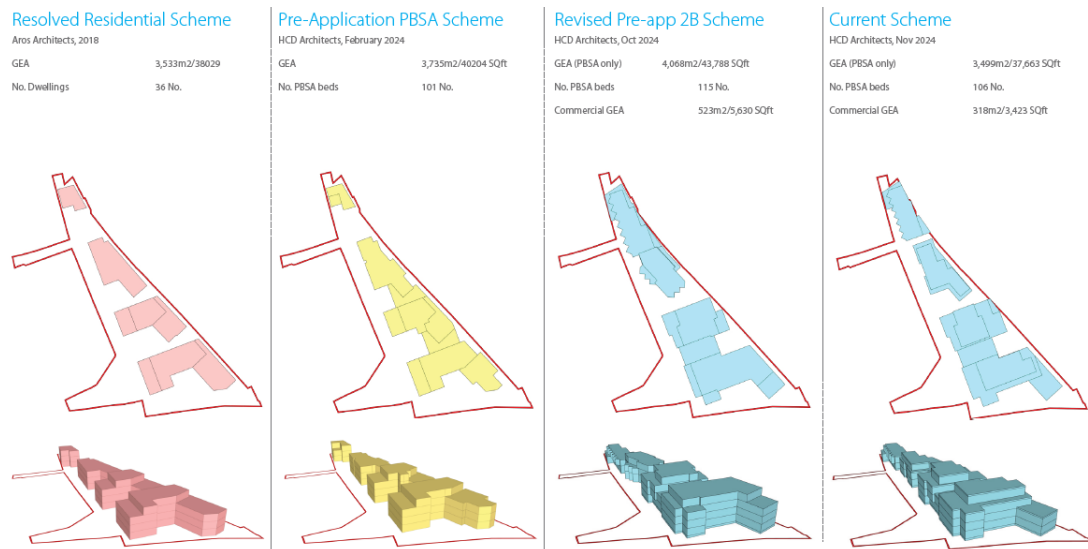 Resolved Residential Scheme
Aros Architects, 2018
GEA 3,533m2/38029
No. Dwellings 36 No.
Pre-Application PBSA Scheme
HCD Architects, February 2024
GEA 3,735m2/40204 SQft
No. PBSA beds 101 No.
Revised Pre-app 2B Scheme
HCD Architects, Oct 2024
GEA (PBSA only) 4,068m2/43,788 SQft
No. PBSA beds 115 No.
Commercial GEA 523m2/5,630 SQft
Current Scheme
HCD Architects, Nov 2024
GEA (PBSA only) 3,499m2/37,663 SQft
No. PBSA beds 106 No.
Commercial GEA 318m2/3,423 SQft